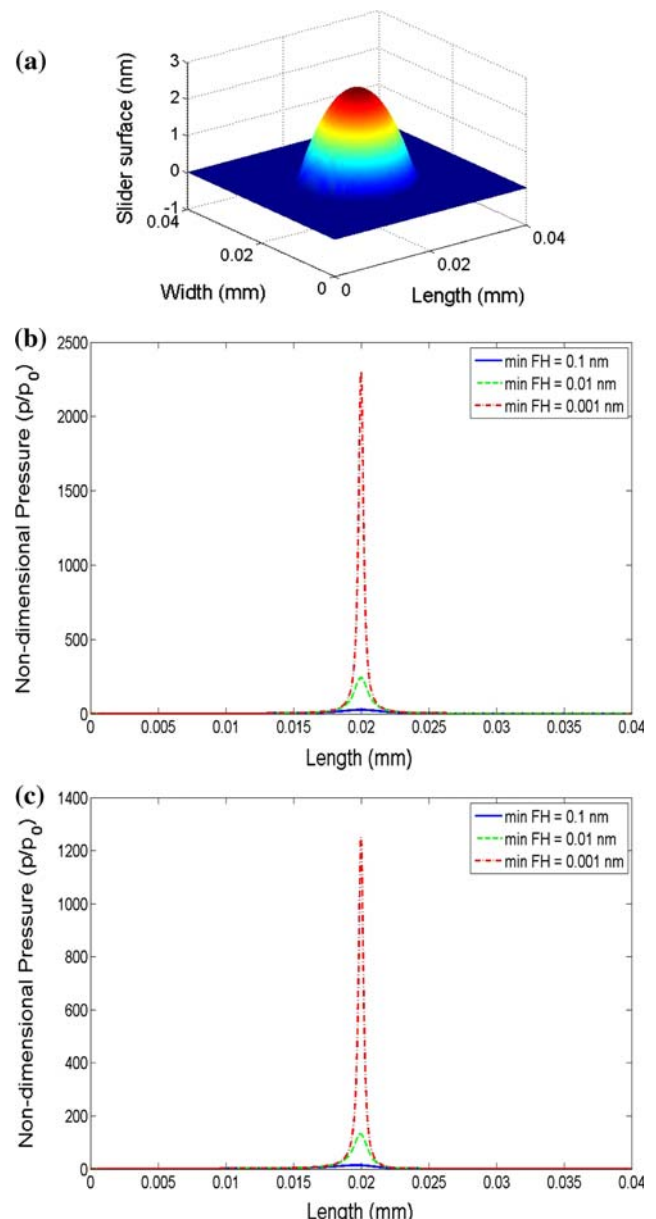 (a)
Slider surface (nm)
3
2
1
0
-1
0.04
0.02
0
Width (mm)
0
0.02
0.04
Length (mm)
(b)
Non-dimensional Pressure (p/p0)
2500
2000
1500
1000
500
0
min FH = 0.1 nm
min FH = 0.01 nm
min FH = 0.001 nm
0 0.005 0.01 0.015 0.02 0.025 0.03 0.035 0.04
Length (mm)
(c)
Non-dimensional Pressure (p/p0)
1400
1200
1000
800
600
400
200
0
min FH = 0.1 nm
min FH = 0.01 nm
min FH = 0.001 nm
0 0.005 0.01 0.015 0.02 0.025 0.03 0.035 0.04
Length (mm)